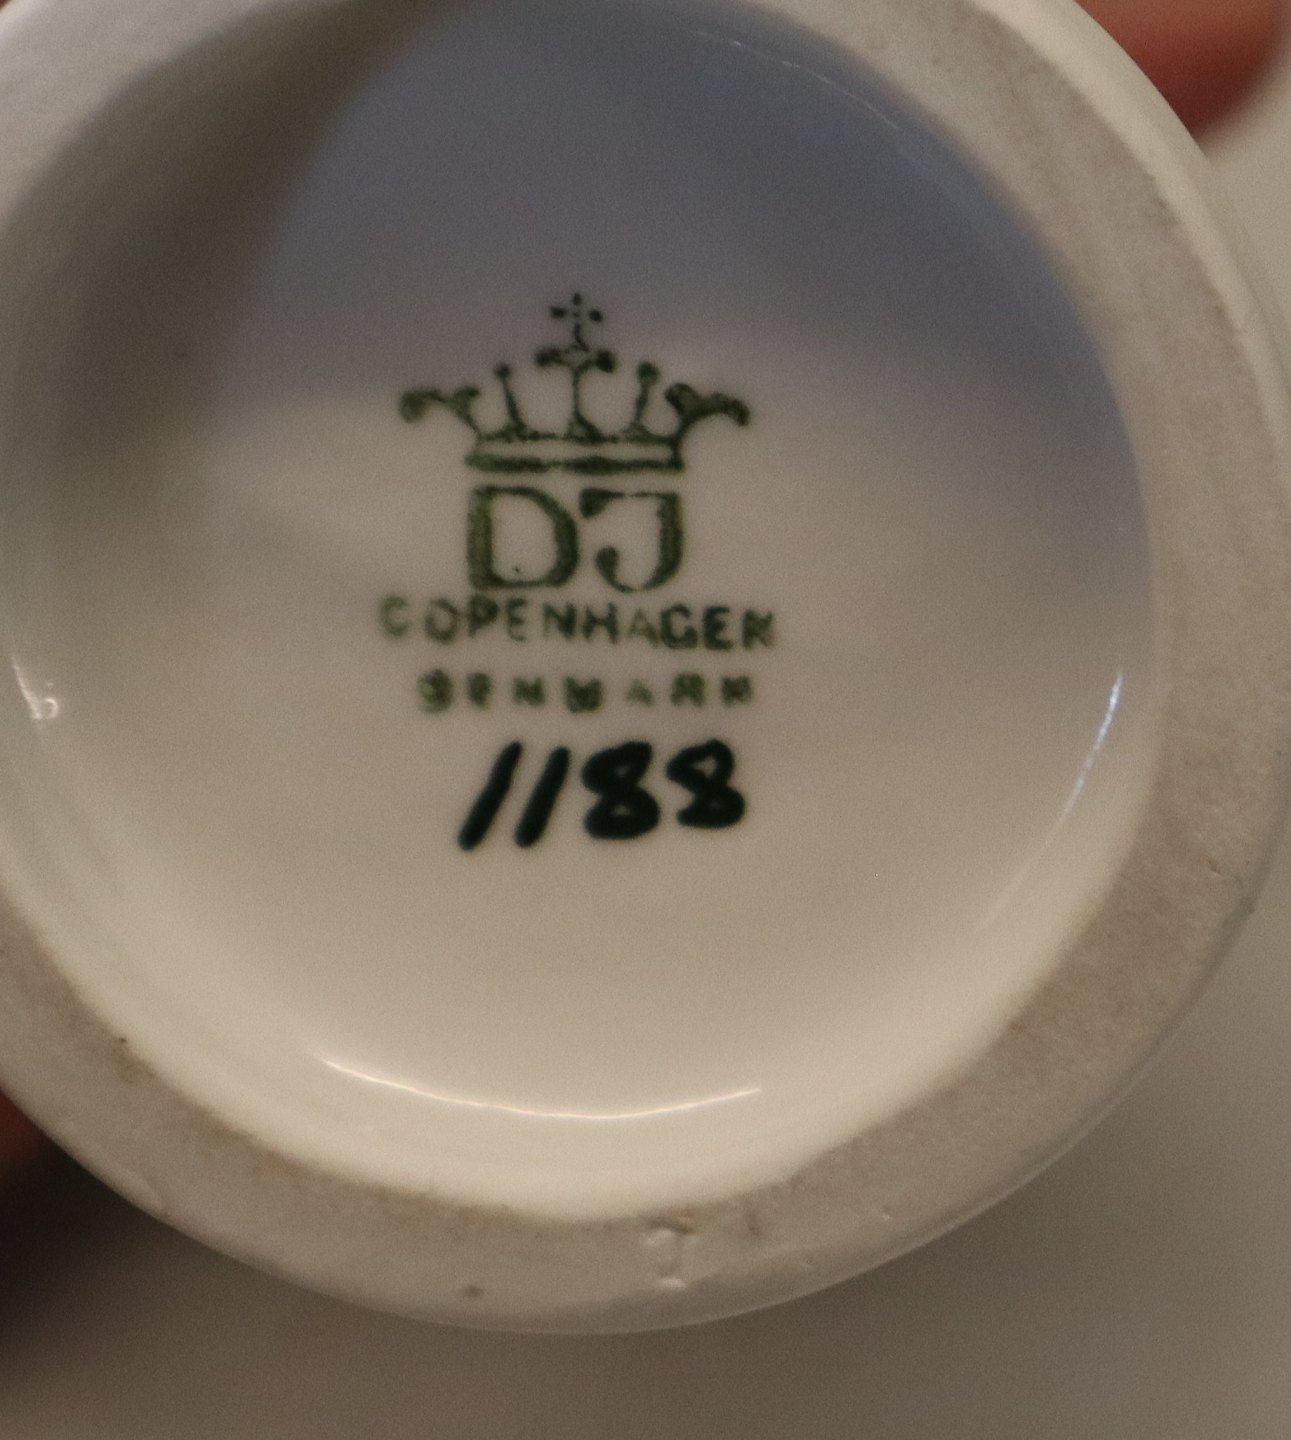 DJ
COPENHAGEN
DENMARK
1188